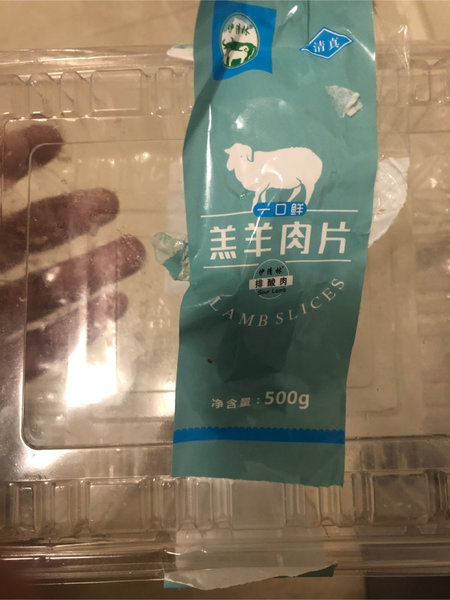 清真
一口鲜
羔羊肉片
排酸肉
Sour Lamb
LAMB SLICES
净含量：500g